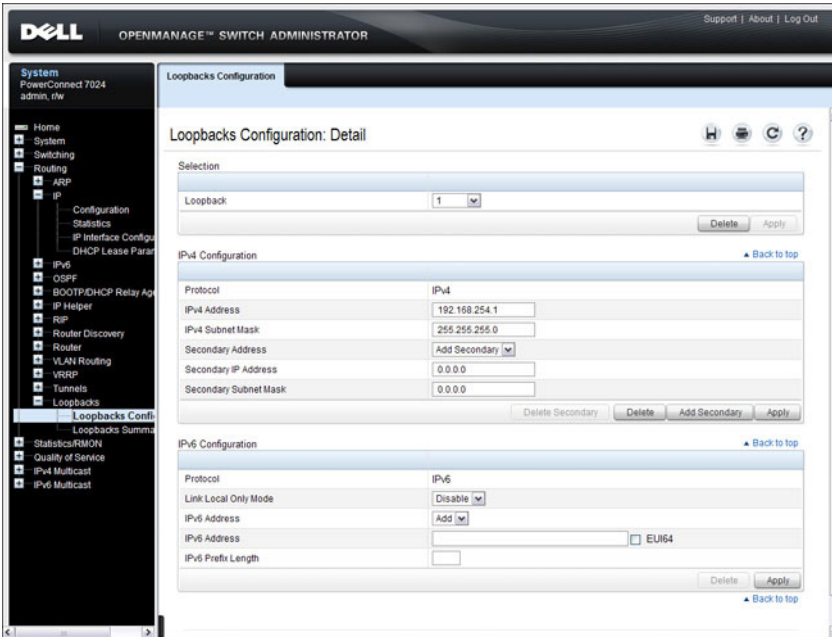 Support | About | Log Out
DELL
OPENMANAGE™ SWITCH ADMINISTRATOR
System
PowerConnect 7024
admin, r/w
Home
System
Switching
Routing
ARP
IP
Configuration
Statistics
IP Interface Configu
DHCP Lease Param
IPv6
OSPF
BOOTP/DHCP Relay Age
IP Helper
RIP
Router Discovery
Router
VLAN Routing
VRRP
Tunnels
Loopbacks
Loopbacks Confi
Loopbacks Summa
Statistics/RMON
Quality of Service
IPv4 Multicast
IPv6 Multicast
Loopbacks Configuration
Loopbacks Configuration: Detail
Selection
Loopback 1
Delete Apply
IPv4 Configuration Back to top
Protocol IPv4
IPv4 Address 192.168.254.1
IPv4 Subnet Mask 255.255.255.0
Secondary Address Add Secondary
Secondary IP Address 0.0.0.0
Secondary Subnet Mask 0.0.0.0
Delete Secondary Delete Add Secondary Apply
IPv6 Configuration Back to top
Protocol IPv6
Link Local Only Mode Disable
IPv6 Address Add
IPv6 Address EUI64
IPv6 Prefix Length
Delete Apply
Back to top